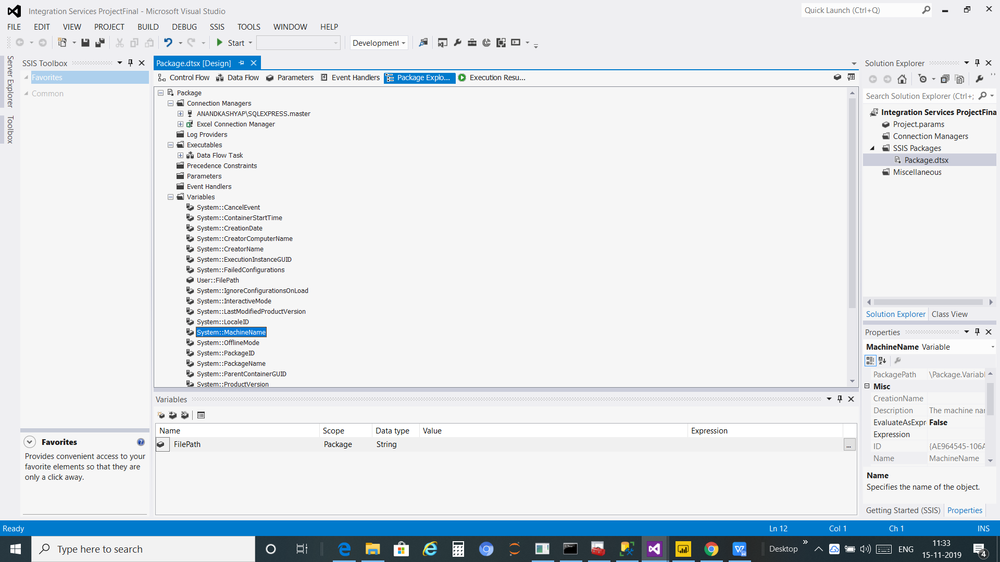 Integration Services ProjectFinal - Microsoft Visual Studio
Quick Launch (Ctrl+Q)
FILE EDIT VIEW PROJECT BUILD DEBUG SSIS TOOLS WINDOW HELP
Start
Development
Server Explorer
Toolbox
SSIS Toolbox
Favorites
Common
Favorites
Provides convenient access to your
favorite elements so that they are
only a click away.
Package.dtsx [Design]
Control Flow Data Flow Parameters Event Handlers Package Explo... Execution Resu...
Package
Connection Managers
ANANDKASHYAP\SQLEXPRESS.master
Excel Connection Manager
Log Providers
Executables
Data Flow Task
Precedence Constraints
Parameters
Event Handlers
Variables
System::CancelEvent
System::ContainerStartTime
System::CreationDate
System::CreatorComputerName
System::CreatorName
System::ExecutionInstanceGUID
System::FailedConfigurations
User::FilePath
System::IgnoreConfigurationsOnLoad
System::InteractiveMode
System::LastModifiedProductVersion
System::LocaleID
System::MachineName
System::OfflineMode
System::PackageID
System::PackageName
System::ParentContainerGUID
System::ProductVersion
Variables
Name Scope Data type Value Expression
FilePath Package String ...
Solution Explorer
Search Solution Explorer (Ctrl+;
Integration Services ProjectFina
Project.params
Connection Managers
SSIS Packages
Package.dtsx
Miscellaneous
Solution Explorer Class View
Properties
MachineName Variable
PackagePath \Package.Variabl
Misc
CreationName
Description The machine nar
EvaluateAsExpr False
Expression
ID {AE964545-106A
Name MachineName
Name
Specifies the name of the object.
Getting Started (SSIS) Properties
Ready Ln 12 Col 1 Ch 1 INS
Type here to search
Desktop
ENG
11:33
15-11-2019
4